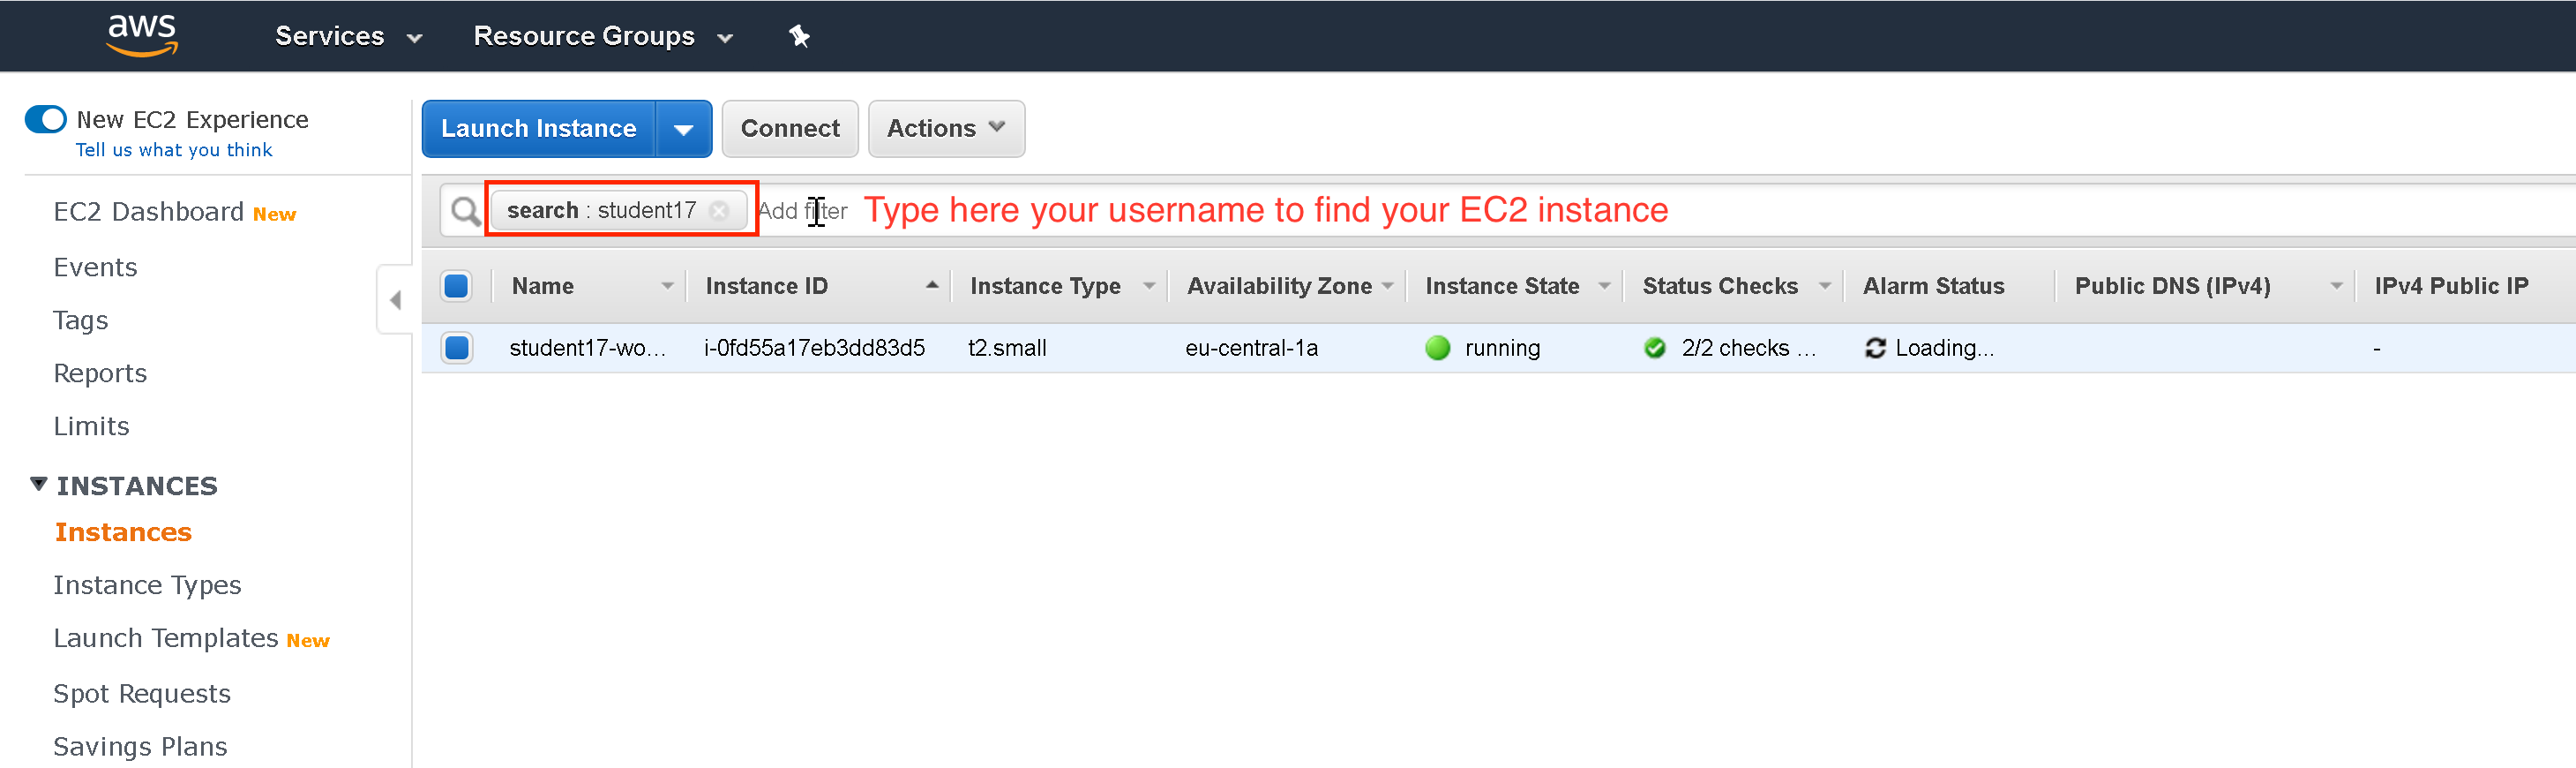 aws Services Resource Groups
New EC2 Experience
Tell us what you think
EC2 Dashboard New
Events
Tags
Reports
Limits
INSTANCES
Instances
Instance Types
Launch Templates New
Spot Requests
Savings Plans
Launch Instance Connect Actions
search : student17 Add filter Type here your username to find your EC2 instance
Name Instance ID Instance Type Availability Zone Instance State Status Checks Alarm Status Public DNS (IPv4) IPv4 Public IP
student17-wo... i-0fd55a17eb3dd83d5 t2.small eu-central-1a running 2/2 checks ... Loading... -